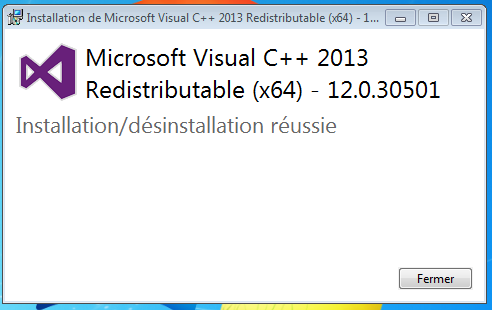 Installation de Microsoft Visual C++ 2013 Redistributable (x64) - 1...
Microsoft Visual C++ 2013
Redistributable (x64) - 12.0.30501
Installation/désinstallation réussie
Fermer